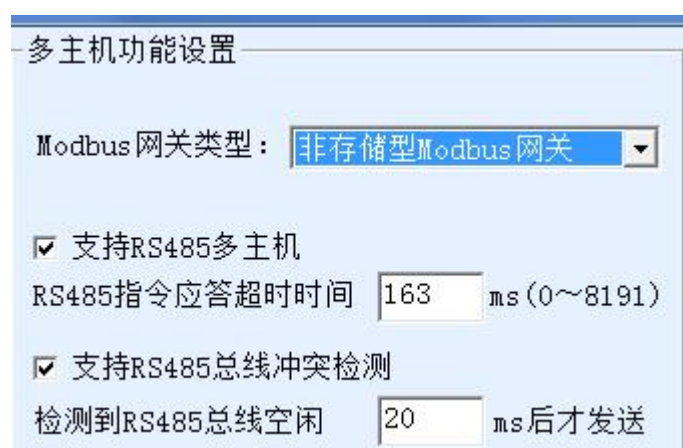 多主机功能设置
Modbus网关类型: 非存储型Modbus网关
支持RS485多主机
RS485指令应答超时时间 163 ms(0～8191)
支持RS485总线冲突检测
检测到RS485总线空闲 20 ms后才发送